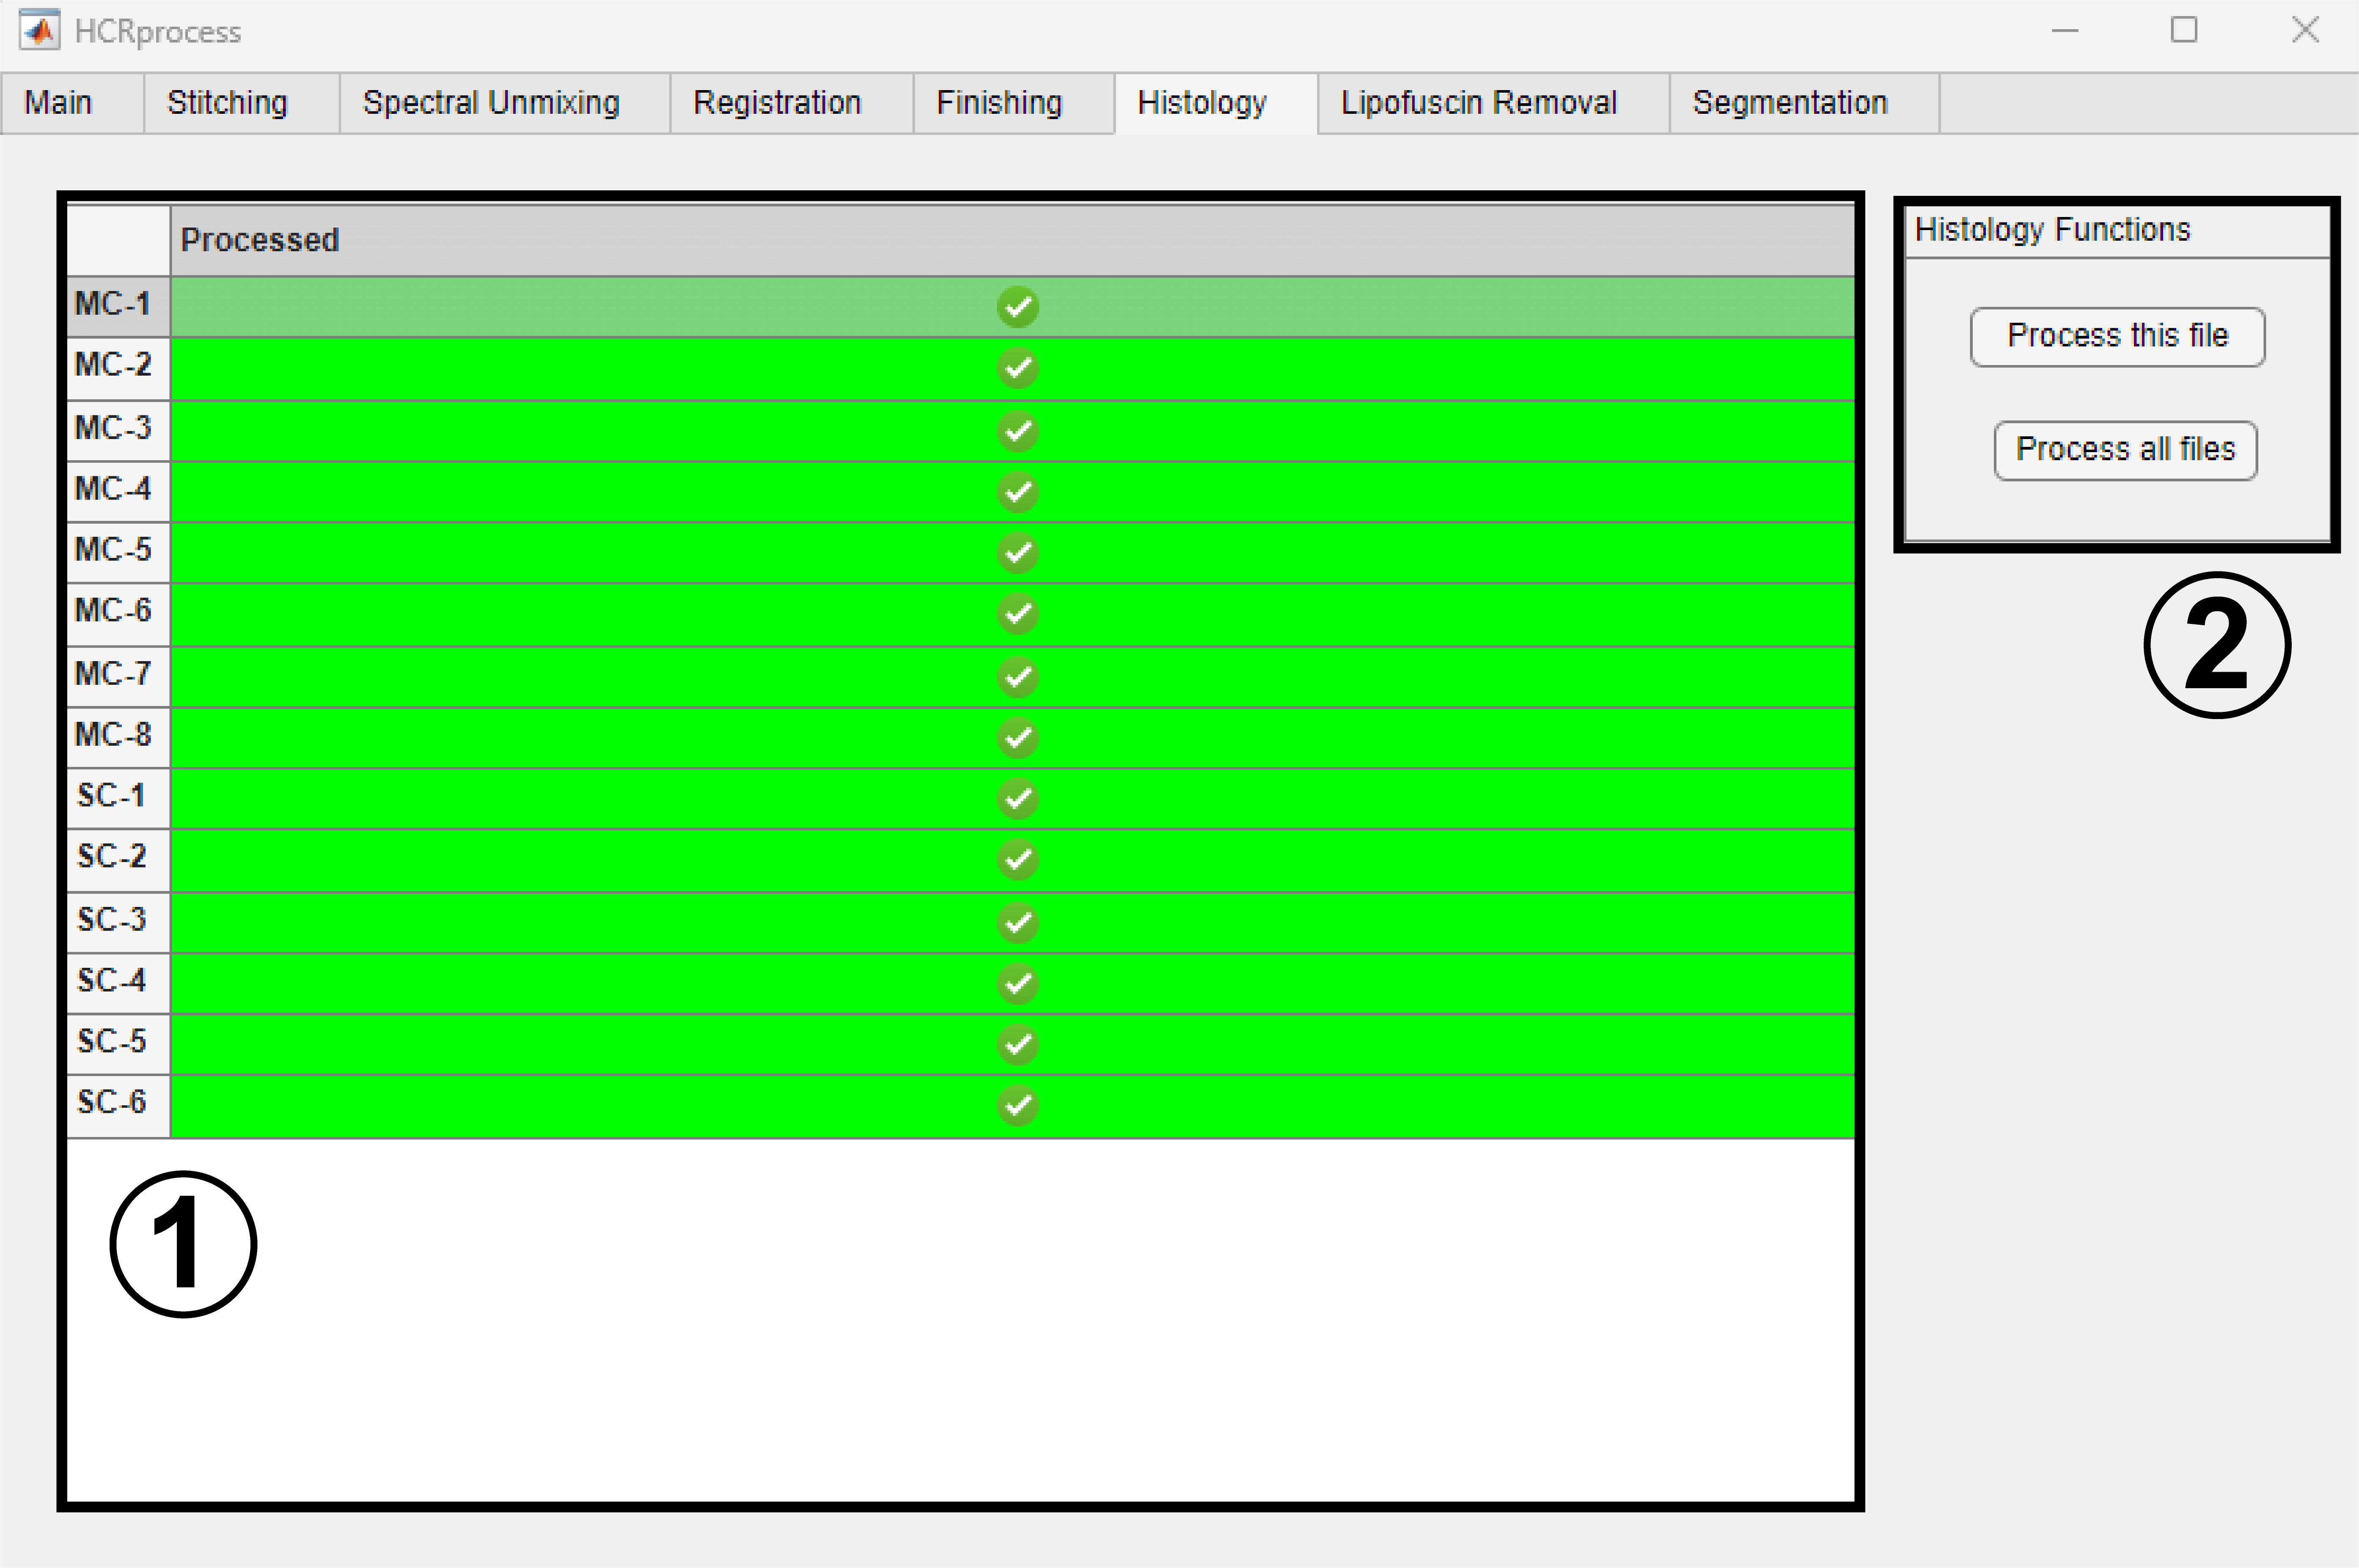 HCRprocess
Main Stitching Spectral Unmixing Registration Finishing Histology Lipofuscin Removal Segmentation
Processed
MC-1
MC-2
MC-3
MC-4
MC-5
MC-6
MC-7
MC-8
SC-1
SC-2
SC-3
SC-4
SC-5
SC-6
1
Histology Functions
Process this file
Process all files
2